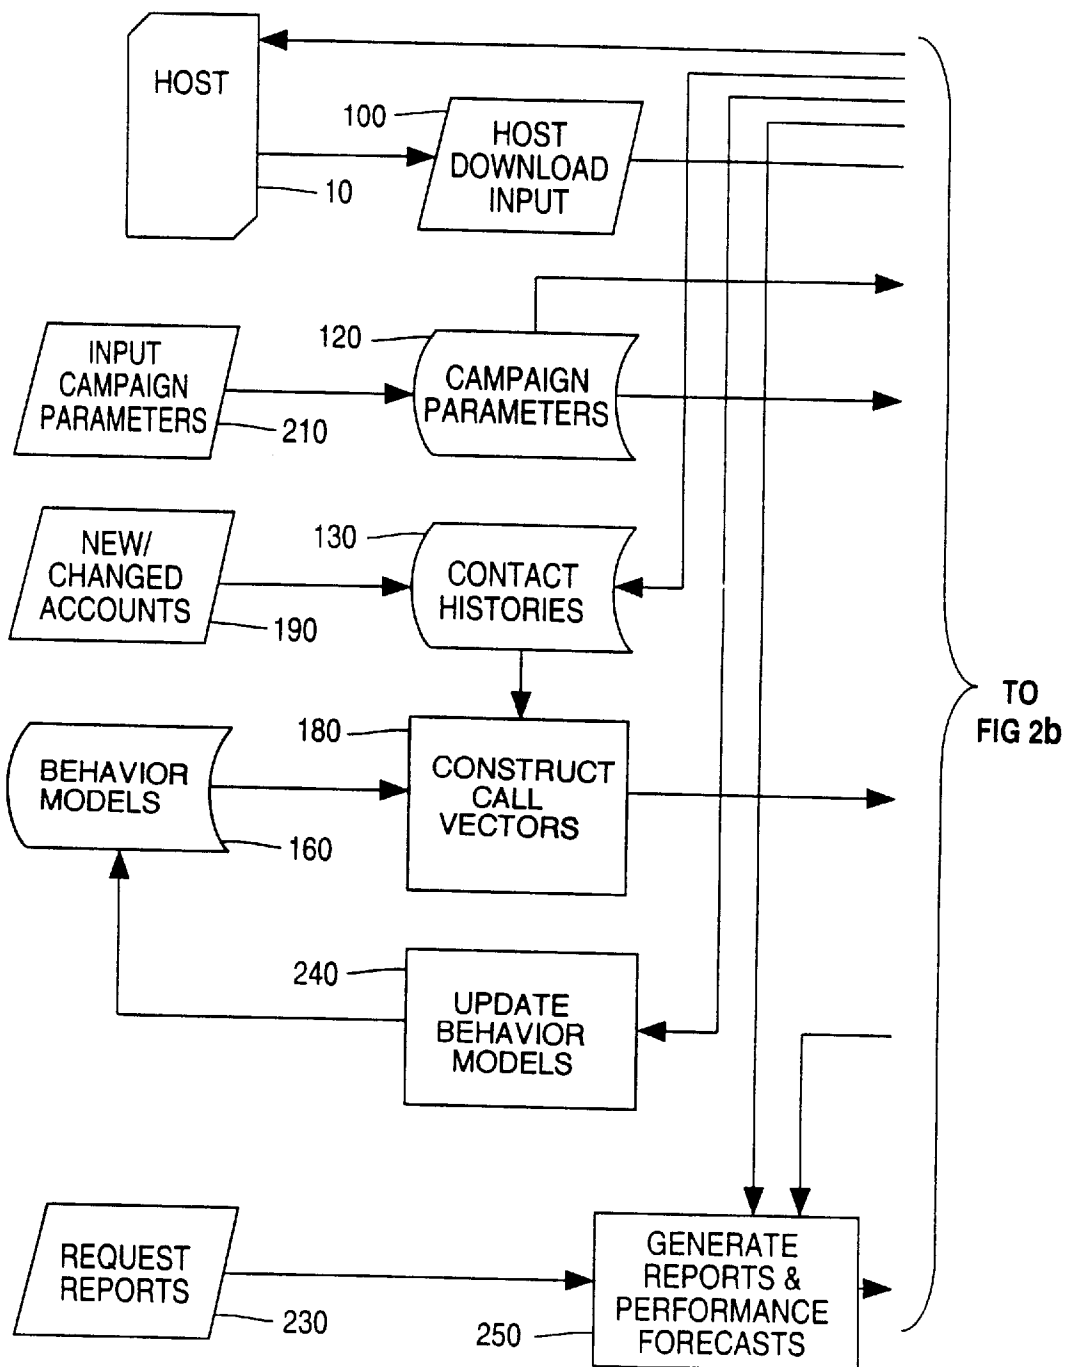 HOST
10
100
HOST
DOWNLOAD
INPUT
INPUT
CAMPAIGN
PARAMETERS
210
120
CAMPAIGN
PARAMETERS
NEW/
CHANGED
ACCOUNTS
190
130
CONTACT
HISTORIES
TO
FIG 2b
BEHAVIOR
MODELS
160
180
CONSTRUCT
CALL
VECTORS
240
UPDATE
BEHAVIOR
MODELS
REQUEST
REPORTS
230
250
GENERATE
REPORTS &
PERFORMANCE
FORECASTS